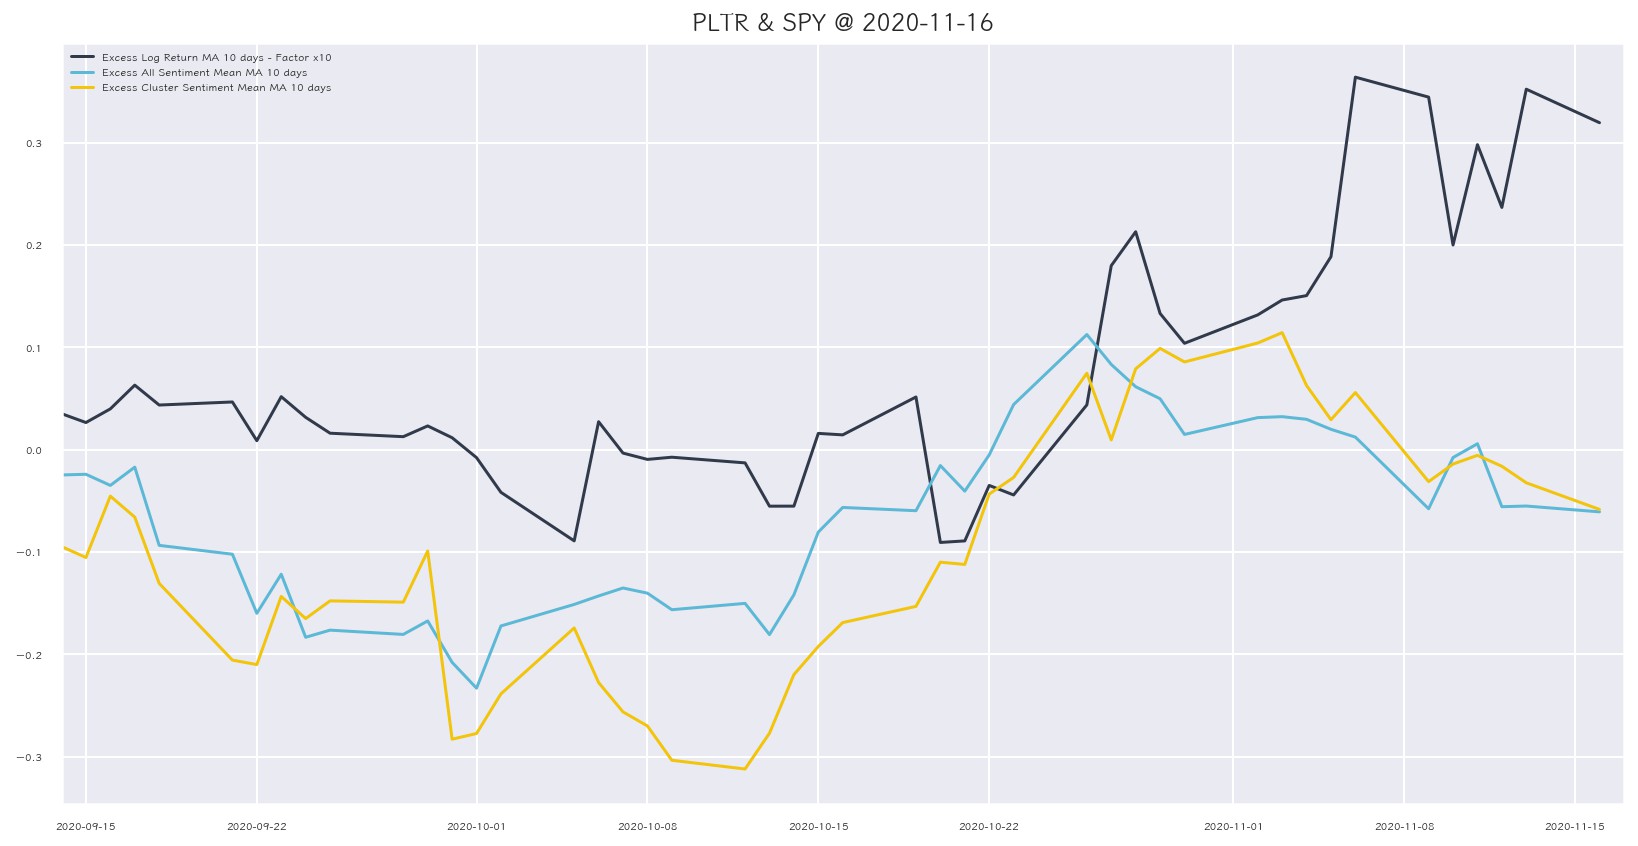 PLTR & SPY @ 2020-11-16
Excess Log Return MA 10 days - Factor x10
Excess All Sentiment Mean MA 10 days
Excess Cluster Sentiment Mean MA 10 days
0.3
0.2
0.1
0.0
−0.1
−0.2
−0.3
2020-09-15 2020-09-22 2020-10-01 2020-10-08 2020-10-15 2020-10-22 2020-11-01 2020-11-08 2020-11-15